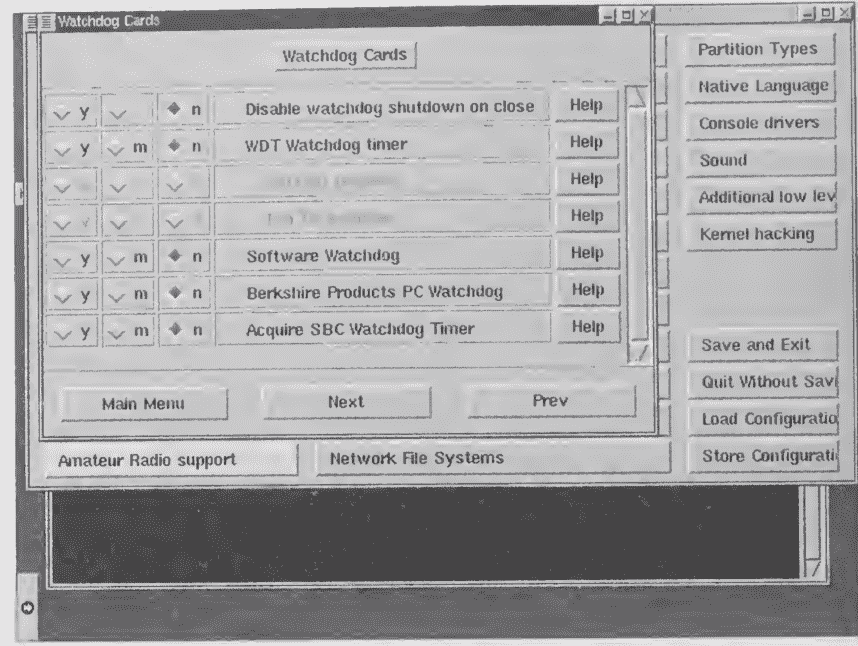 Watchdog Cards
Watchdog Cards
y n Disable watchdog shutdown on close Help
y m n WDT Watchdog timer Help
Help
Help
y m n Software Watchdog Help
y m n Berkshire Products PC Watchdog Help
y m n Acquire SBC Watchdog Timer Help
Main Menu Next Prev
Partition Types
Native Language
Console drivers
Sound
Additional low lev
Kernel hacking
Save and Exit
Quit Without Sav
Load Configuratio
Store Configurati
Amateur Radio support Network File Systems